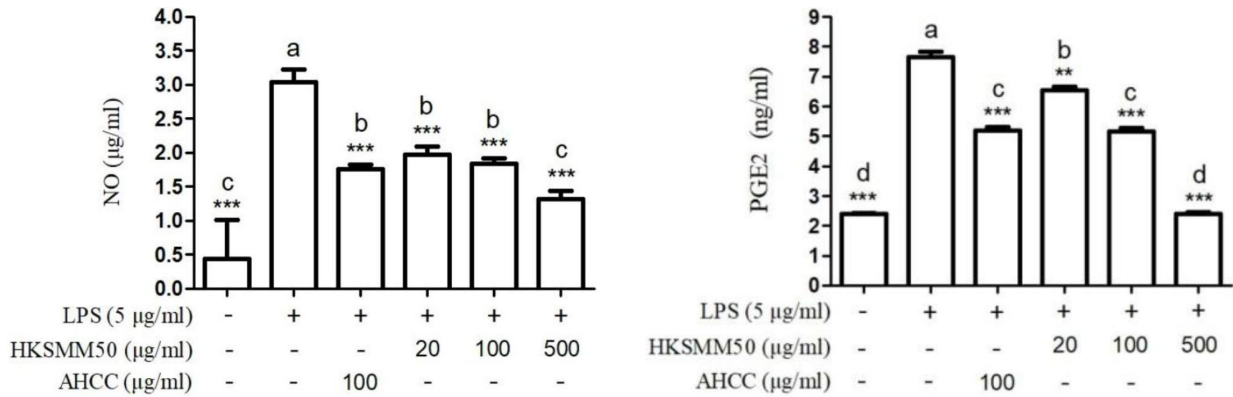 NO (µg/ml)
4.0
3.5
3.0
2.5
2.0
1.5
1.0
0.5
0.0
c
***
a
b
***
b
***
b
***
c
***
LPS (5 µg/ml) - + + + + +
HKSMM50 (µg/ml) - - - 20 100 500
AHCC (µg/ml) - - 100 - - -
PGE2 (ng/ml)
9
8
7
6
5
4
3
2
1
0
d
***
a
c
***
b
**
c
***
d
***
LPS (5 µg/ml) - + + + + +
HKSMM50 (µg/ml) - - - 20 100 500
AHCC (µg/ml) - - 100 - - -